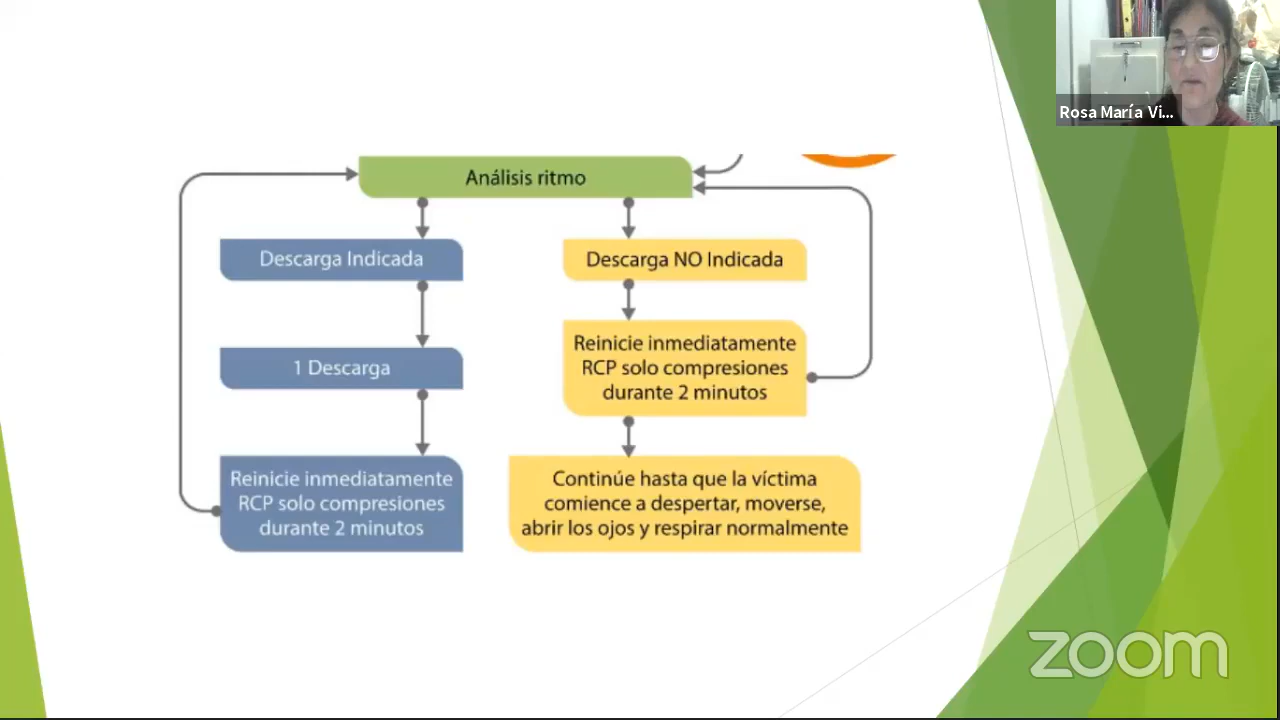 Rosa María Vi...
Análisis ritmo
Descarga Indicada
Descarga NO Indicada
Reinicie inmediatamente
RCP solo compresiones
durante 2 minutos
1 Descarga
Reinicie inmediatamente
RCP solo compresiones
durante 2 minutos
Continúe hasta que la víctima
comience a despertar, moverse,
abrir los ojos y respirar normalmente
zoom